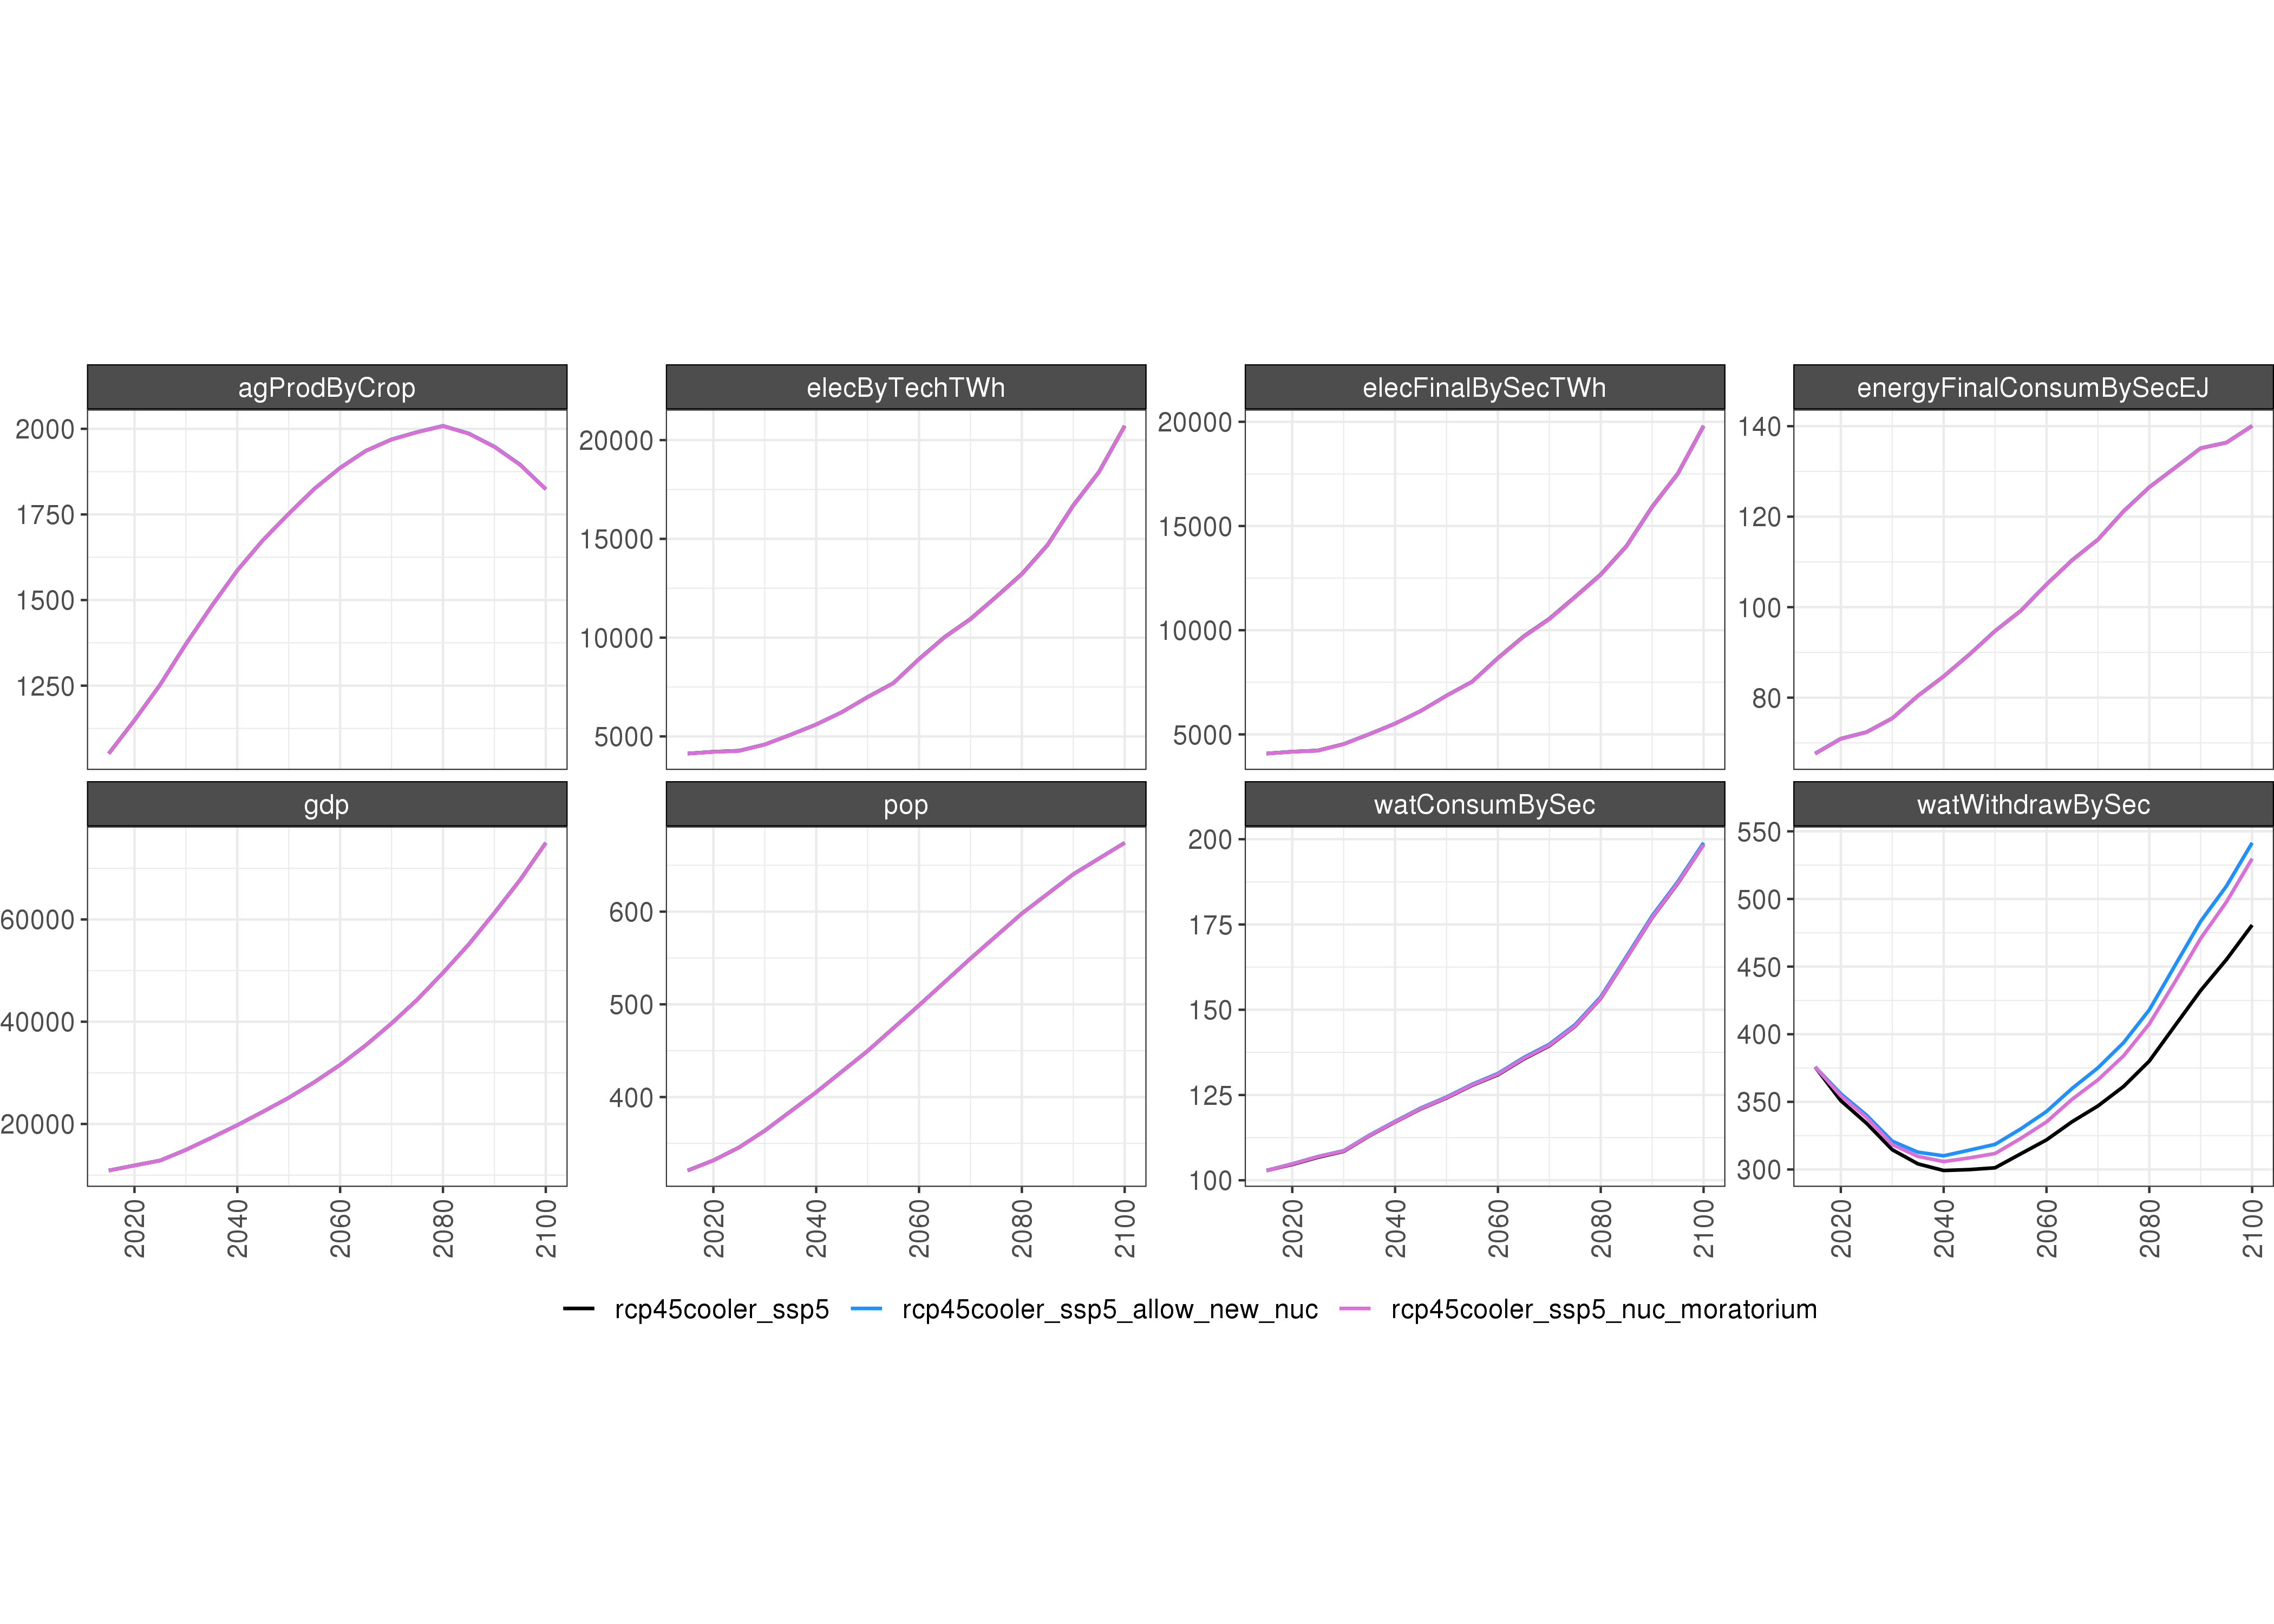 agProdByCrop elecByTechTWh elecFinalBySecTWh energyFinalConsumBySecEJ
2000 1750 1500 1250
20000 15000 10000 5000
20000 15000 10000 5000
140 120 100 80
gdp pop watConsumBySec watWithdrawBySec
60000 40000 20000
600 500 400
200 175 150 125 100
550 500 450 400 350 300
2020 2040 2060 2080 2100
2020 2040 2060 2080 2100
2020 2040 2060 2080 2100
2020 2040 2060 2080 2100
rcp45cooler_ssp5 rcp45cooler_ssp5_allow_new_nuc rcp45cooler_ssp5_nuc_moratorium